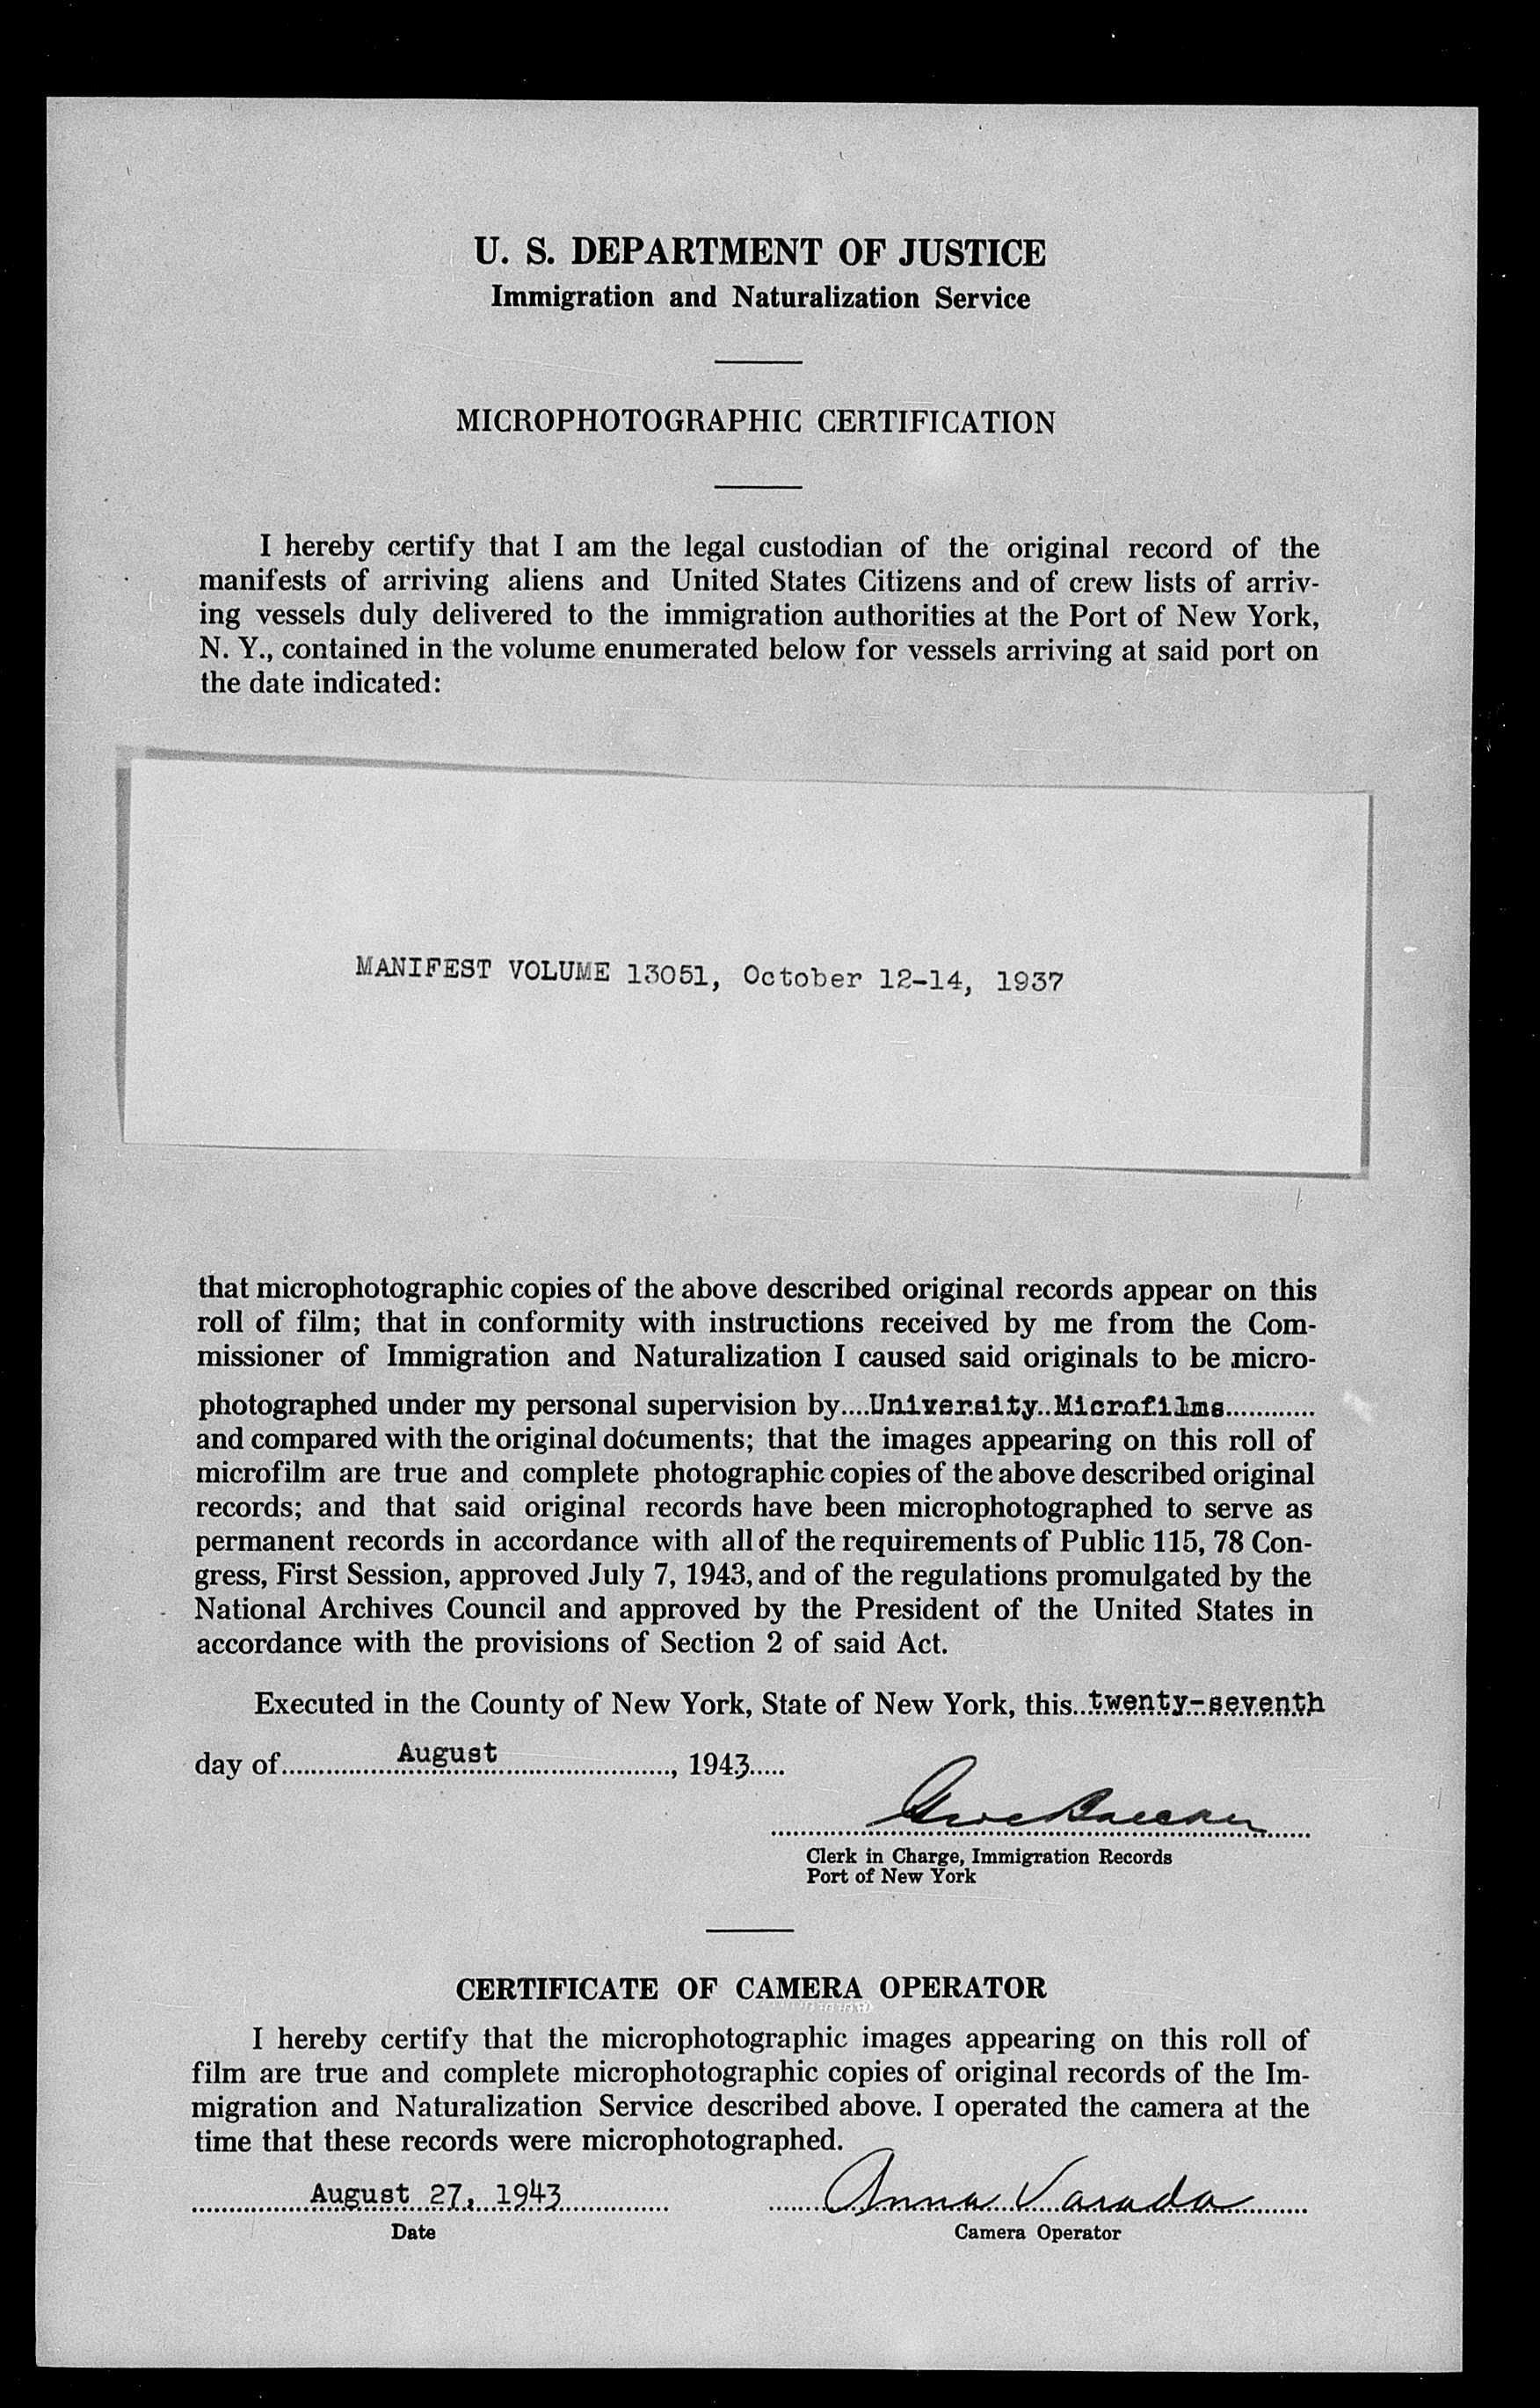 U. S. DEPARTMENT OF JUSTICE
Immigration and Naturalization Service
MICROPHOTOGRAPHIC CERTIFICATION
I hereby certify that I am the legal custodian of the original record of the
manifests of arriving aliens and United States Citizens and of crew lists of arriv-
ing vessels duly delivered to the immigration authorities at the Port of New York,
N. Y., contained in the volume enumerated below for vessels arriving at said port on
the date indicated:
MANIFEST VOLUME 13051, October 12-14, 1937
that microphotographic copies of the above described original records appear on this
roll of film; that in conformity with instructions received by me from the Com-
missioner of Immigration and Naturalization I caused said originals to be micro-
photographed under my personal supervision by....University Microfilms............
and compared with the original documents; that the images appearing on this roll of
microfilm are true and complete photographic copies of the above described original
records; and that said original records have been microphotographed to serve as
permanent records in accordance with all of the requirements of Public 115, 78 Con-
gress, First Session, approved July 7, 1943, and of the regulations promulgated by the
National Archives Council and approved by the President of the United States in
accordance with the provisions of Section 2 of said Act.
Executed in the County of New York, State of New York, this...twenty-seventh
day of................August........................., 1943.....
Clerk in Charge, Immigration Records
Port of New York
CERTIFICATE OF CAMERA OPERATOR
I hereby certify that the microphotographic images appearing on this roll of
film are true and complete microphotographic copies of original records of the Im-
migration and Naturalization Service described above. I operated the camera at the
time that these records were microphotographed.
August 27, 1943 Anna Varada
Date Camera Operator